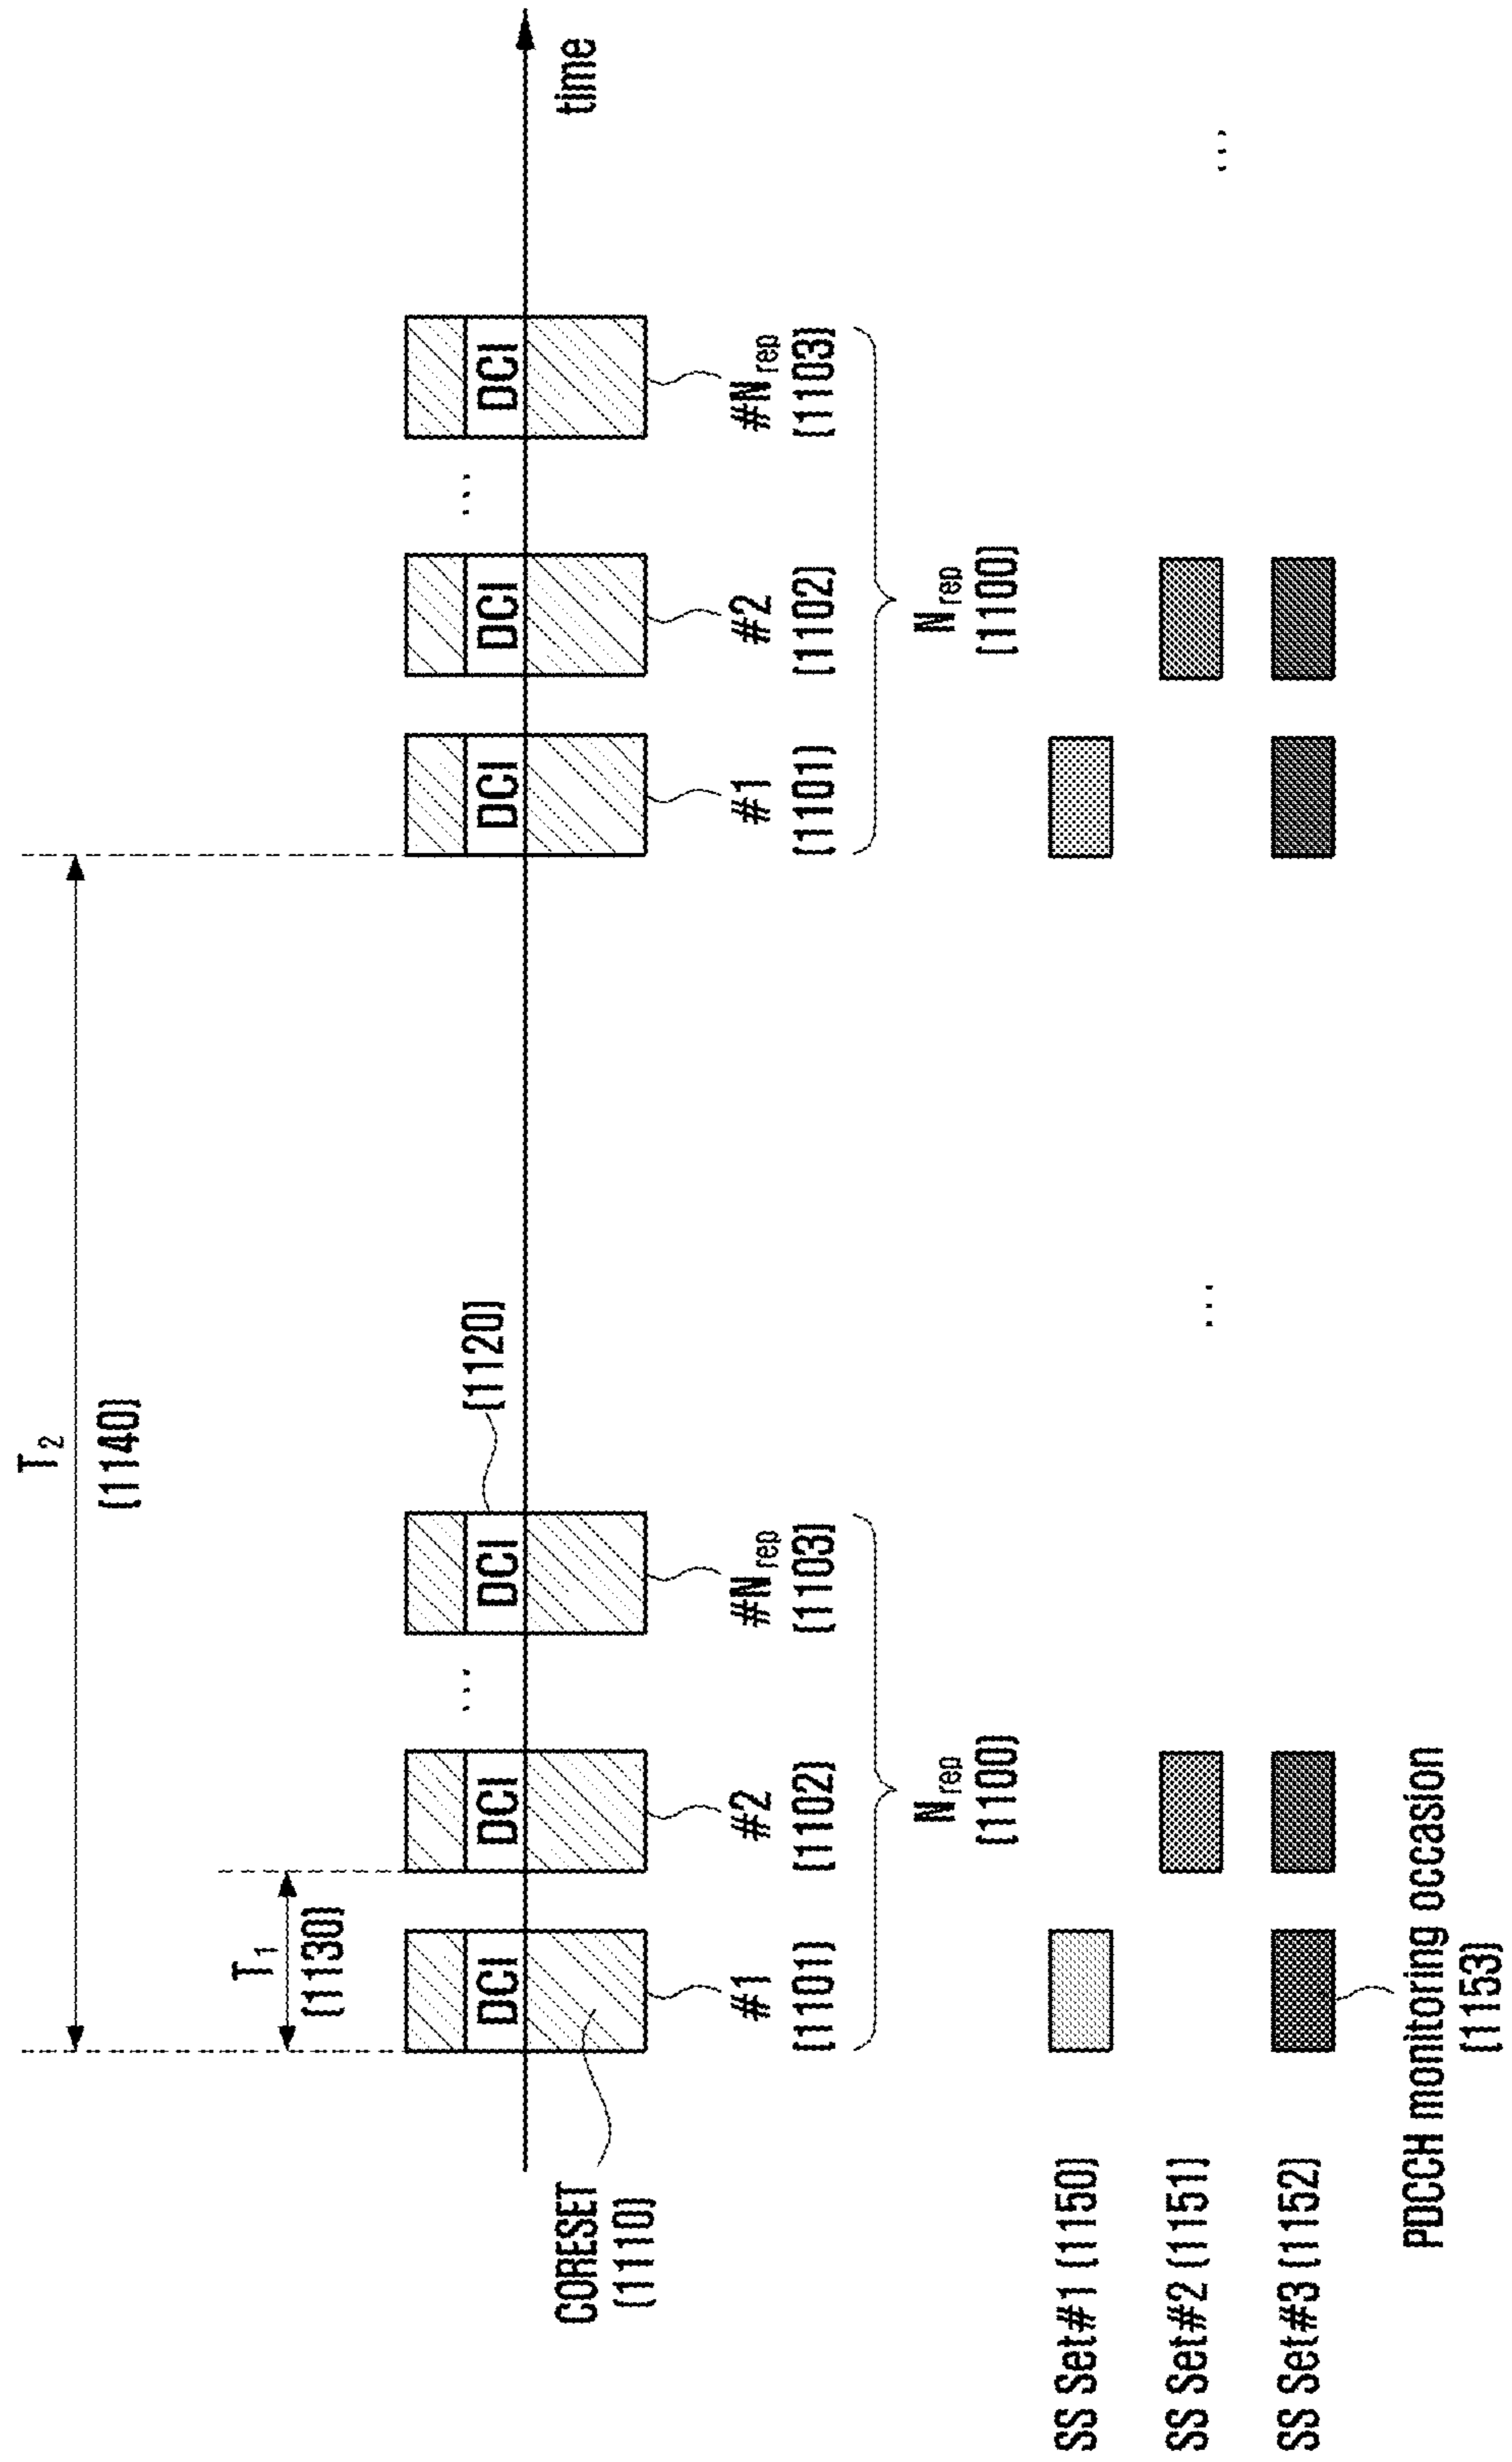 T2
(1140)
T1
(1130)
DCI
DCI
...
DCI
(1120)
DCI
DCI
...
DCI
time
CORESET
(1110)
#1
(1101)
#2
(1102)
#Nrep
(1103)
#1
(1101)
#2
(1102)
#Nrep
(1103)
Nrep
(1100)
Nrep
(1100)
SS Set#1 (1150)
SS Set#2 (1151)
...
...
SS Set#3 (1152)
PDCCH monitoring occasion
(1153)